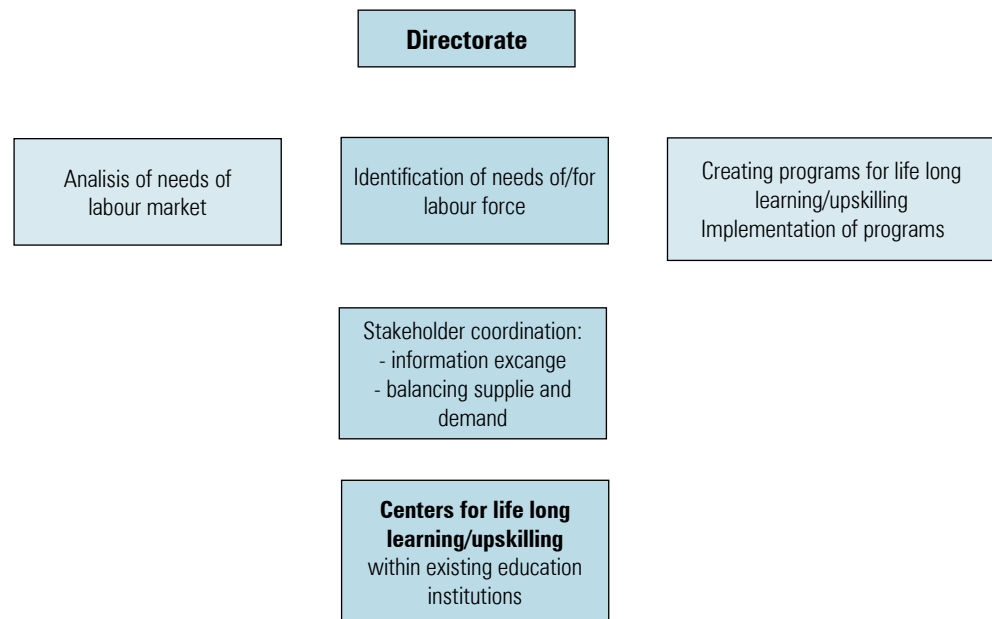 Directorate
Analisis of needs of
labour market
Identification of needs of/for
labour force
Creating programs for life long
learning/upskilling
Implementation of programs
Stakeholder coordination:
- information excange
- balancing supplie and
demand
Centers for life long
learning/upskilling
within existing education
institutions